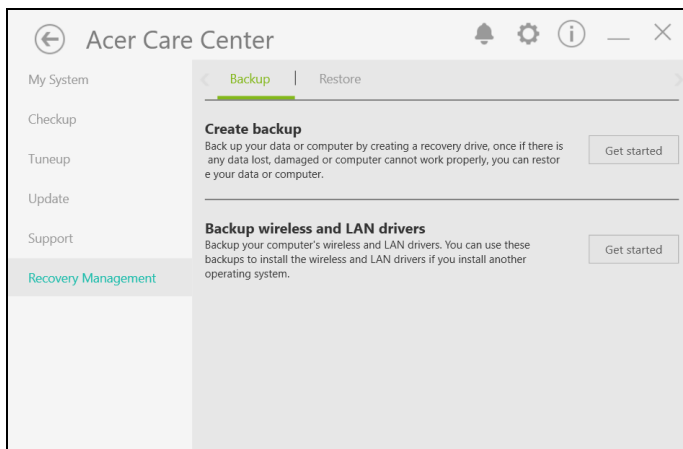 Acer Care Center
My System
Checkup
Tuneup
Update
Support
Recovery Management
Backup
Restore
Create backup
Back up your data or computer by creating a recovery drive, once if there is
any data lost, damaged or computer cannot work properly, you can restor
e your data or computer.
Get started
Backup wireless and LAN drivers
Backup your computer's wireless and LAN drivers. You can use these
backups to install the wireless and LAN drivers if you install another
operating system.
Get started